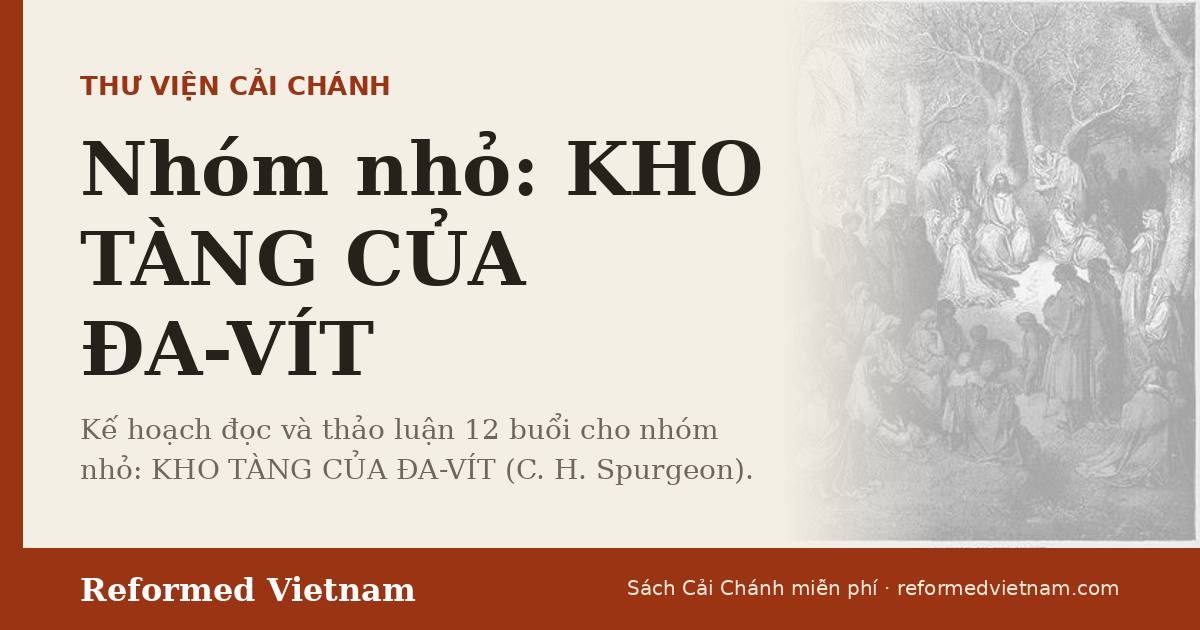 THƯ VIỆN CẢI CHÁNH
Nhóm nhỏ: KHO
TÀNG CỦA
ĐA-VÍT
Kế hoạch đọc và thảo luận 12 buổi cho nhóm
nhỏ: KHO TÀNG CỦA ĐA-VÍT (C. H. Spurgeon).
Reformed Vietnam
Sách Cải Chánh miễn phí · reformedvietnam.com